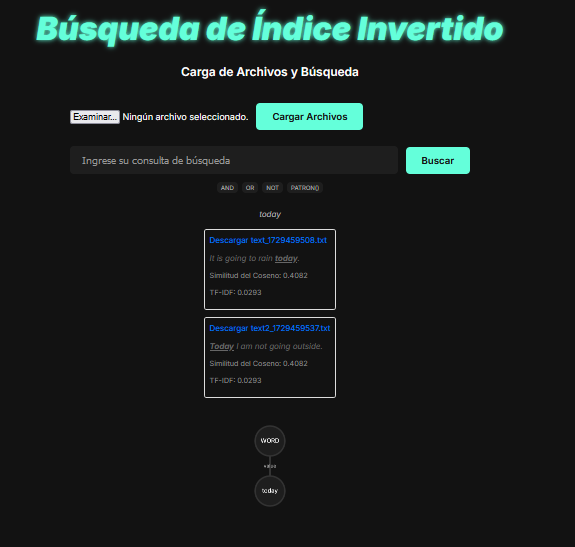 Búsqueda de Índice Invertido
Carga de Archivos y Búsqueda
Examinar... Ningún archivo seleccionado. Cargar Archivos
Ingrese su consulta de búsqueda Buscar
AND OR NOT PATRON()
today
Descargar text_1729459508.txt
It is going to rain today.
Similitud del Coseno: 0.4082
TF-IDF: 0.0293
Descargar text2_1729459537.txt
Today I am not going outside.
Similitud del Coseno: 0.4082
TF-IDF: 0.0293
WORD
value
today